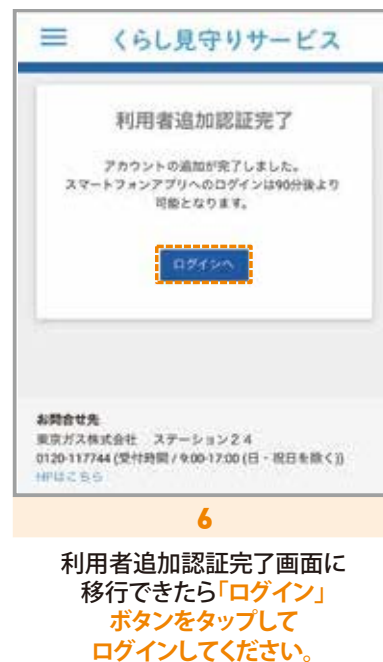 くらし見守りサービス
利用者追加認証完了
アカウントの追加が完了しました。
スマートフォンアプリへのログインは90分後より
可能となります。
ログインへ
お問合せ先
東京ガス株式会社 ステーション24
0120-117744 (受付時間 / 9:00-17:00 (日・祝日を除く))
HPはこちら
6
利用者追加認証完了画面に
移行できたら「ログイン」
ボタンをタップして
ログインしてください。